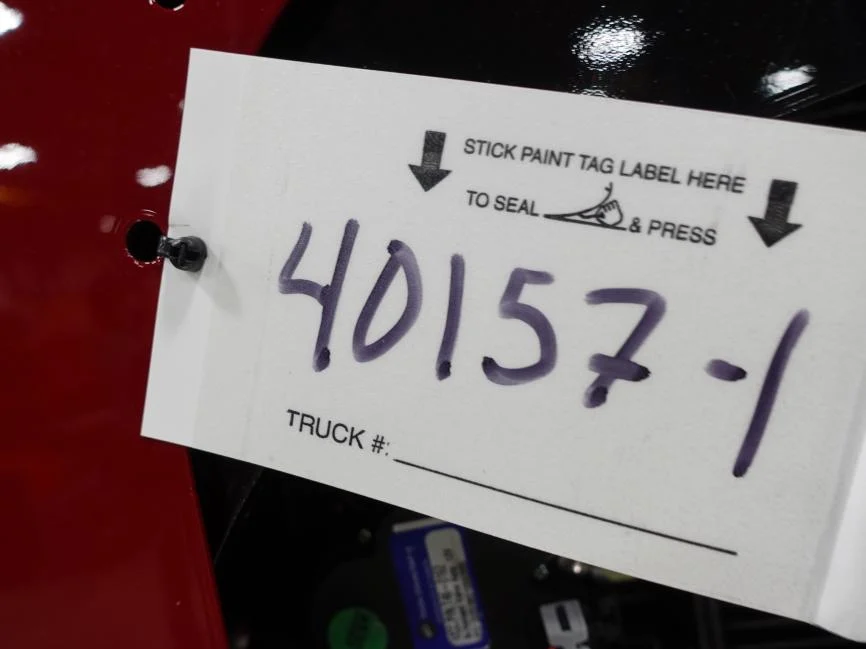 STICK PAINT TAG LABEL HERE
TO SEAL & PRESS
40157-1
TRUCK #: